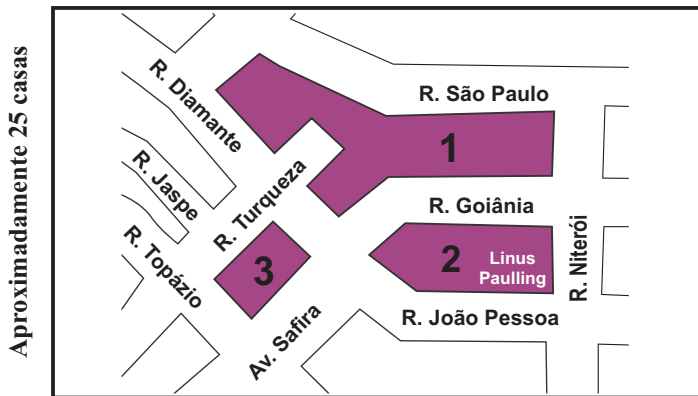 Aproximadamente 25 casas
R. Diamante
R. São Paulo
1
R. Jaspe
R. Turqueza
R. Goiânia
R. Topázio
3
2
Linus
Paulling
R. Niterói
Av. Safira
R. João Pessoa